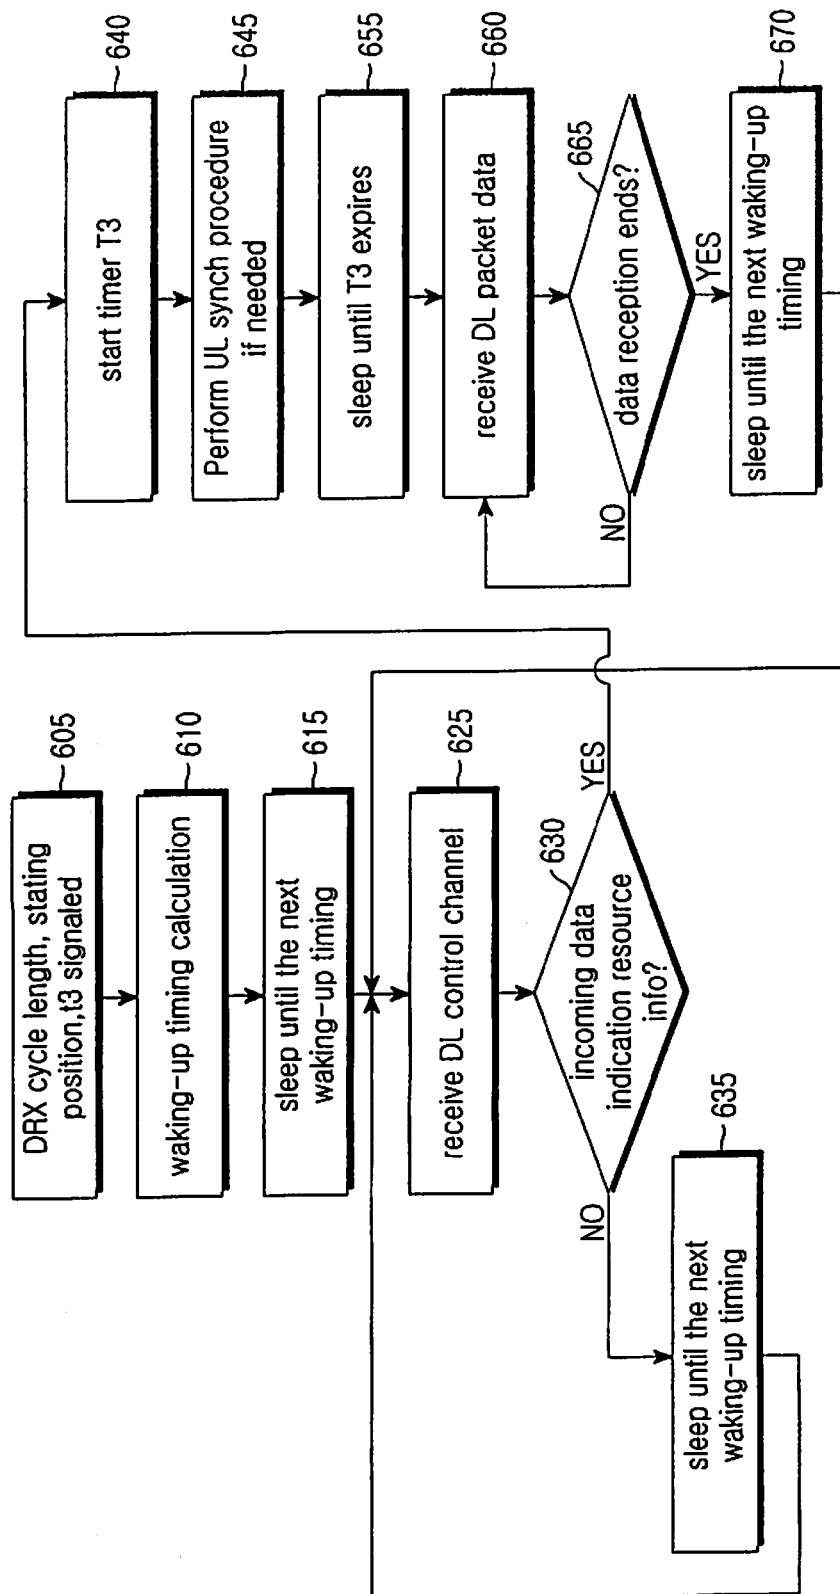 DRX cycle length, stating
position,t3 signaled
605
waking-up timing calculation
610
sleep until the next
waking-up timing
615
receive DL control channel
625
incoming data
indication resource
info?
630
YES
NO
sleep until the next
waking-up timing
635
start timer T3
640
Perform UL synch procedure
if needed
645
sleep until T3 expires
655
receive DL packet data
660
data reception ends?
665
NO
YES
sleep until the next waking-up
timing
670